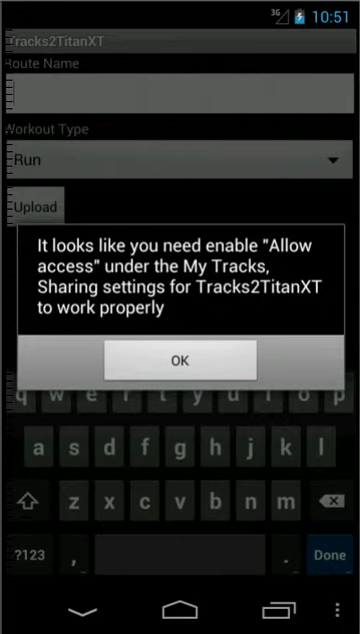 3G 10:51
Tracks2TitanXT
Route Name
Workout Type
Run
Upload
It looks like you need enable "Allow
access" under the My Tracks,
Sharing settings for Tracks2TitanXT
to work properly
OK
q w e r t y u i o p
a s d f g h j k l
z x c v b n m
?123 , . Done